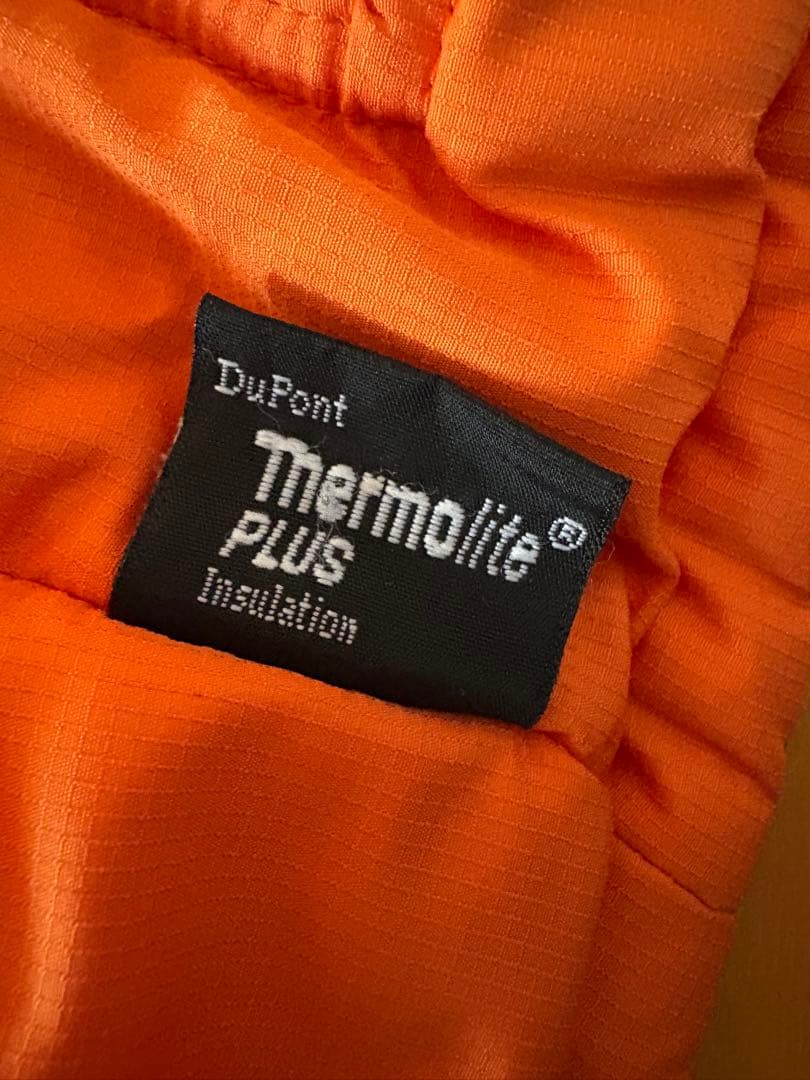 DuPont
Thermolite®
PLUS
Insulation